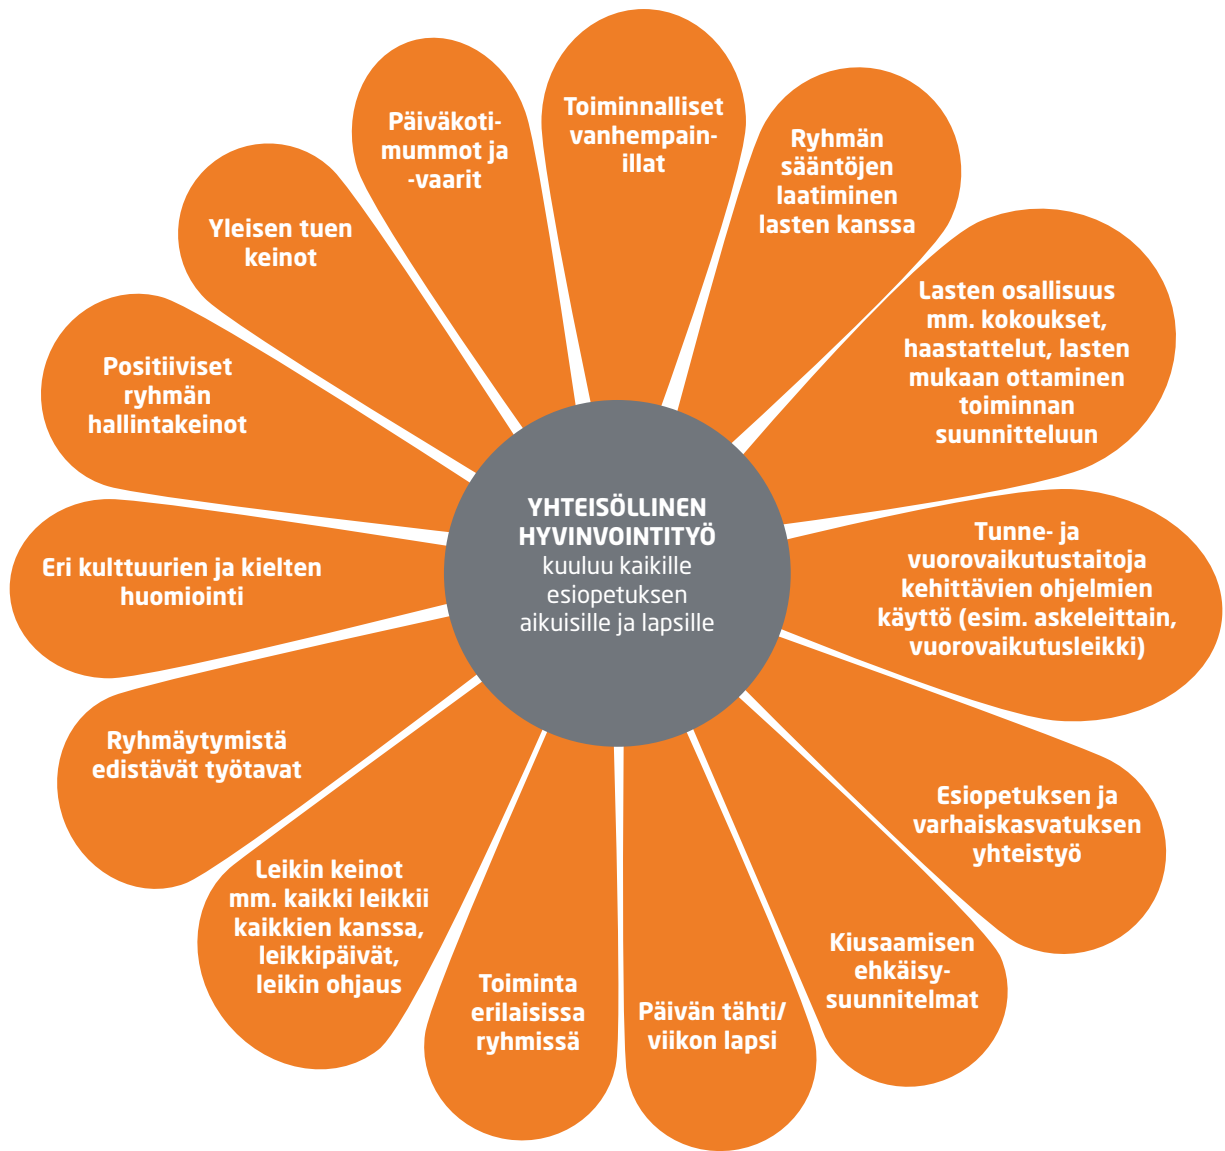 Toiminnalliset
vanhempain-
illat
Ryhmän
sääntöjen
laatiminen
lasten kanssa
Lasten osallisuus
mm. kokoukset,
haastattelut, lasten
mukaan ottaminen
toiminnan
suunnitteluun
Tunne- ja
vuorovaikutustaitoja
kehittävien ohjelmien
käyttö (esim. askeleittain,
vuorovaikutusleikki)
Esiopetuksen ja
varhaiskasvatuksen
yhteistyö
Kiusaamisen
ehkäisy-
suunnitelmat
Päivän tähti/
viikon lapsi
Toiminta
erilaisissa
ryhmissä
Leikin keinot
mm. kaikki leikkii
kaikkien kanssa,
leikkipäivät,
leikin ohjaus
Ryhmäytymistä
edistävät työtavat
Eri kulttuurien ja kielten
huomiointi
Positiiviset
ryhmän
hallintakeinot
Yleisen tuen
keinot
Päiväkoti-
mummot ja
-vaarit
YHTEISÖLLINEN
HYVINVOINTITYÖ
kuuluu kaikille
esiopetuksen
aikuisille ja lapsille